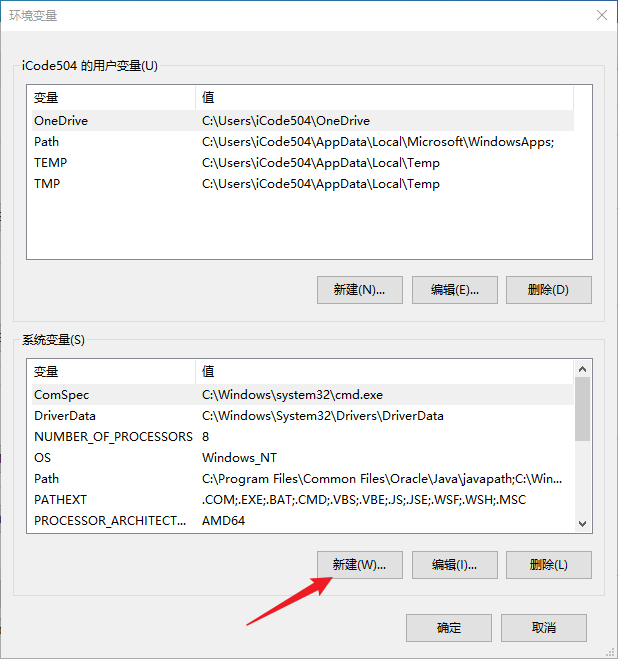 环境变量
iCode504 的用户变量(U)
变量 值
OneDrive C:\Users\iCode504\OneDrive
Path C:\Users\iCode504\AppData\Local\Microsoft\WindowsApps;
TEMP C:\Users\iCode504\AppData\Local\Temp
TMP C:\Users\iCode504\AppData\Local\Temp
新建(N)... 编辑(E)... 删除(D)
系统变量(S)
变量 值
ComSpec C:\Windows\system32\cmd.exe
DriverData C:\Windows\System32\Drivers\DriverData
NUMBER_OF_PROCESSORS 8
OS Windows_NT
Path C:\Program Files\Common Files\Oracle\Java\javapath;C:\Win...
PATHEXT .COM;.EXE;.BAT;.CMD;.VBS;.VBE;.JS;.JSE;.WSF;.WSH;.MSC
PROCESSOR_ARCHITECT... AMD64
新建(W)... 编辑(I)... 删除(L)
确定 取消